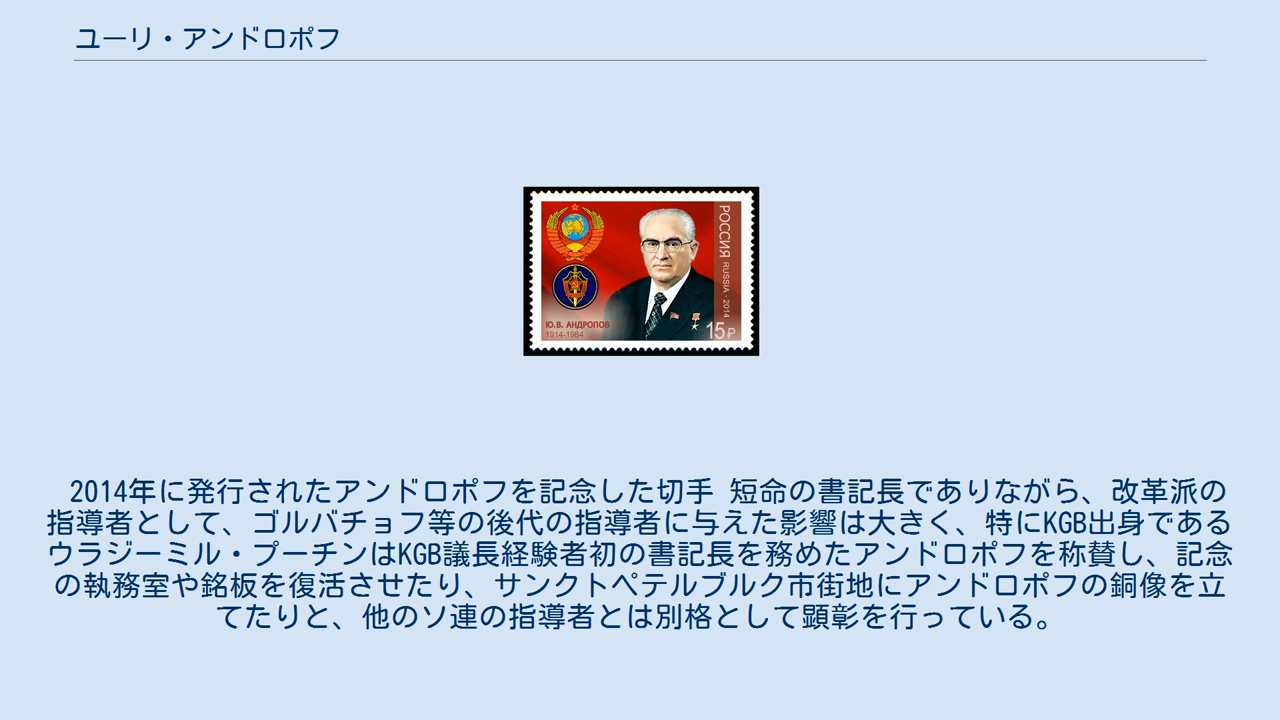 ユーリ・アンドロポフ
РОССИЯ RUSSIA · 2014
Ю.В. АНДРОПОВ
1914-1984
15₽
2014年に発行されたアンドロポフを記念した切手 短命の書記長でありながら、改革派の
指導者として、ゴルバチョフ等の後代の指導者に与えた影響は大きく、特にKGB出身である
ウラジーミル・プーチンはKGB議長経験者初の書記長を務めたアンドロポフを称賛し、記念
の執務室や銘板を復活させたり、サンクトペテルブルク市街地にアンドロポフの銅像を立
てたりと、他のソ連の指導者とは別格として顕彰を行っている。